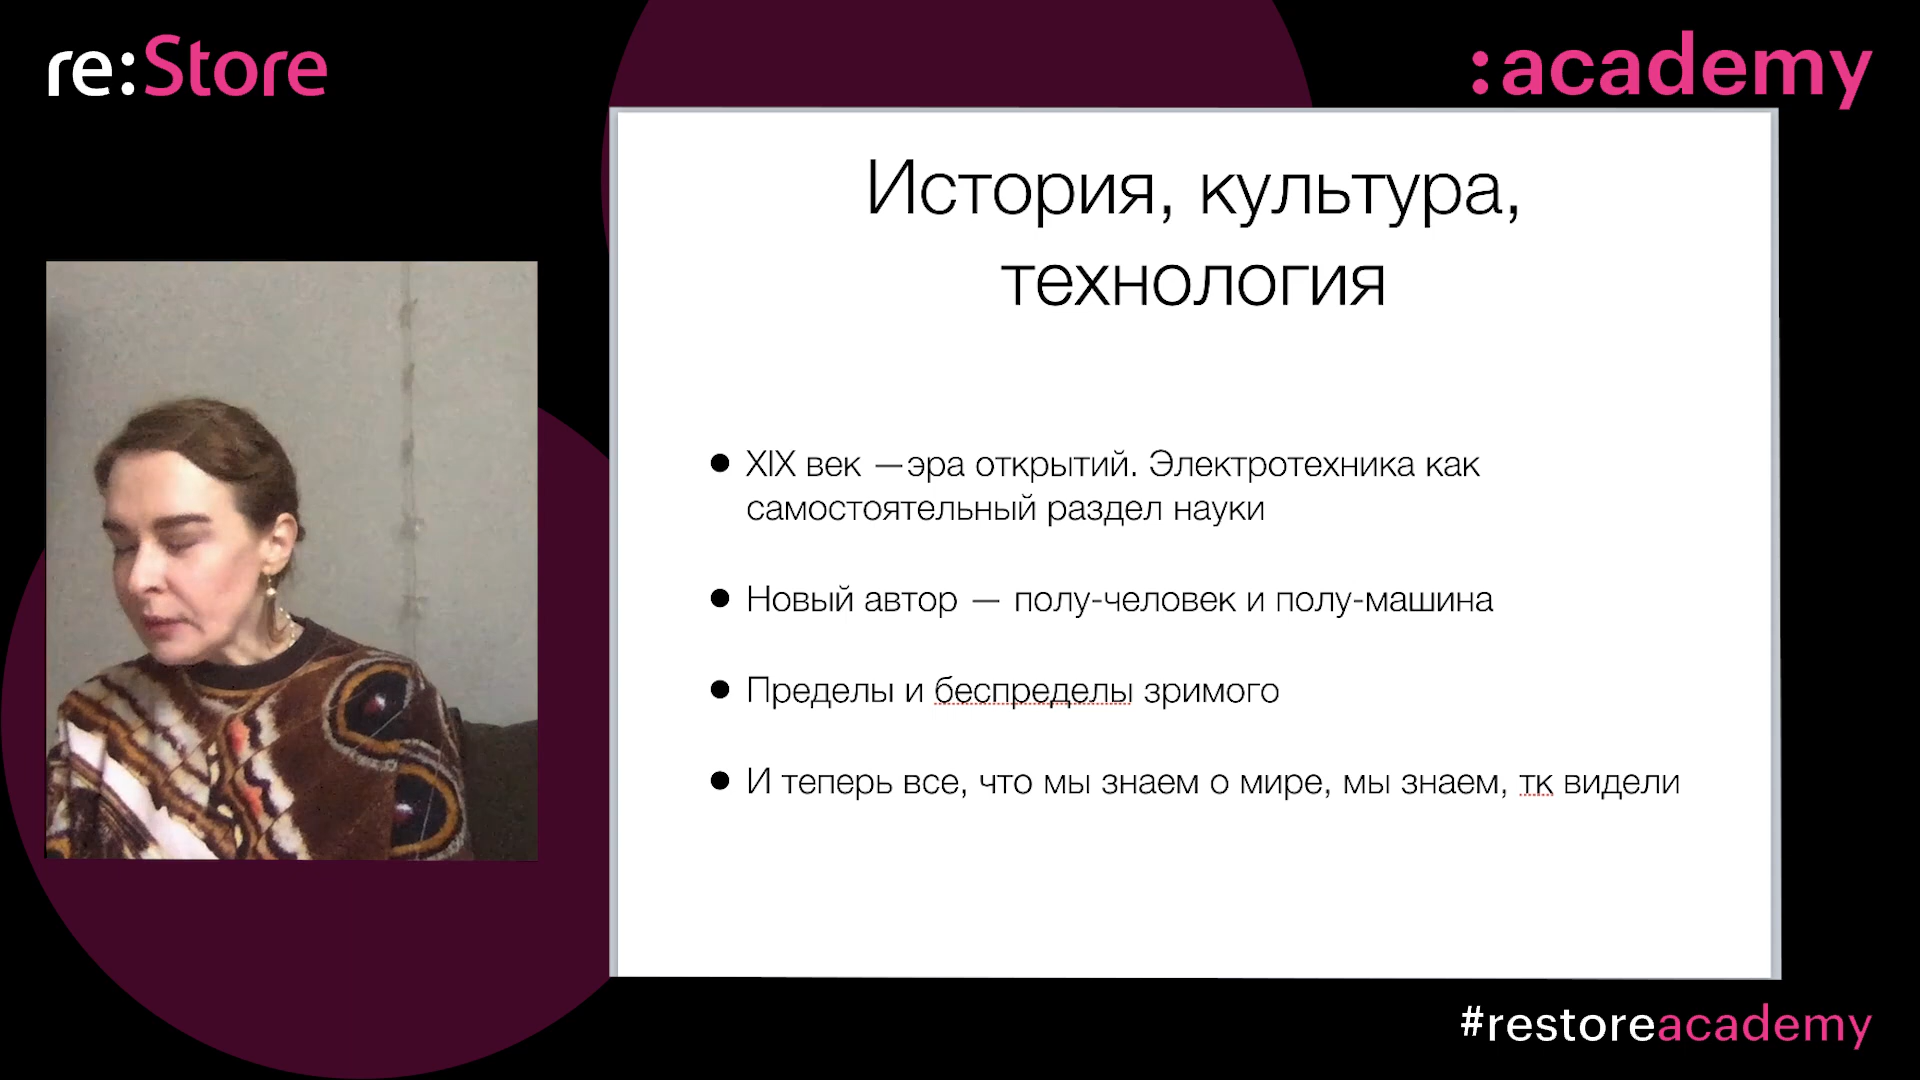 re:Store
:academy
История, культура,
технология
● XIX век —эра открытий. Электротехника как
самостоятельный раздел науки
● Новый автор — полу-человек и полу-машина
● Пределы и беспределы зримого
● И теперь все, что мы знаем о мире, мы знаем, тк видели
#restoreacademy